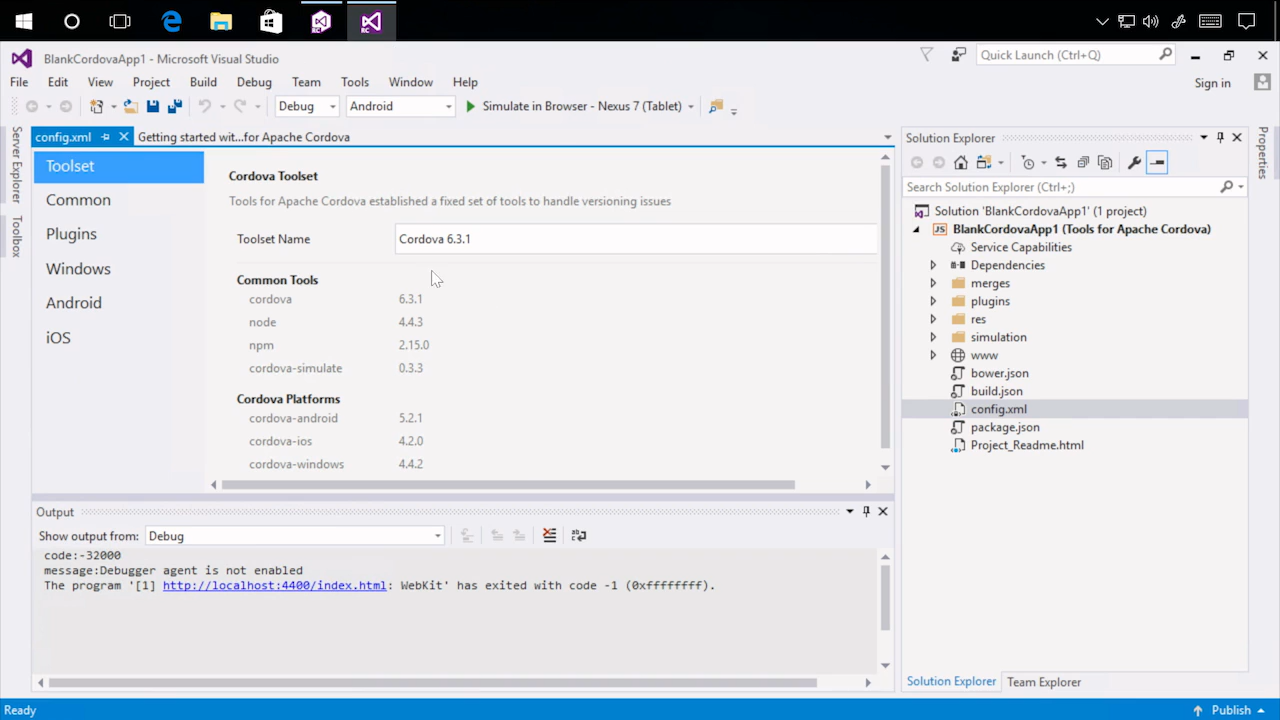 BlankCordovaApp1 - Microsoft Visual Studio
Quick Launch (Ctrl+Q)
File Edit View Project Build Debug Team Tools Window Help
Sign in
Debug Android Simulate in Browser - Nexus 7 (Tablet)
Server Explorer
Toolbox
config.xml Getting started wit...for Apache Cordova
Toolset
Common
Plugins
Windows
Android
iOS
Cordova Toolset
Tools for Apache Cordova established a fixed set of tools to handle versioning issues
Toolset Name Cordova 6.3.1
Common Tools
cordova 6.3.1
node 4.4.3
npm 2.15.0
cordova-simulate 0.3.3
Cordova Platforms
cordova-android 5.2.1
cordova-ios 4.2.0
cordova-windows 4.4.2
Output
Show output from: Debug
code:-32000
message:Debugger agent is not enabled
The program '[1] http://localhost:4400/index.html: WebKit' has exited with code -1 (0xffffffff).
Solution Explorer
Search Solution Explorer (Ctrl+;)
Solution 'BlankCordovaApp1' (1 project)
JS BlankCordovaApp1 (Tools for Apache Cordova)
Service Capabilities
Dependencies
merges
plugins
res
simulation
www
bower.json
build.json
config.xml
package.json
Project_Readme.html
Solution Explorer Team Explorer
Properties
Ready
Publish